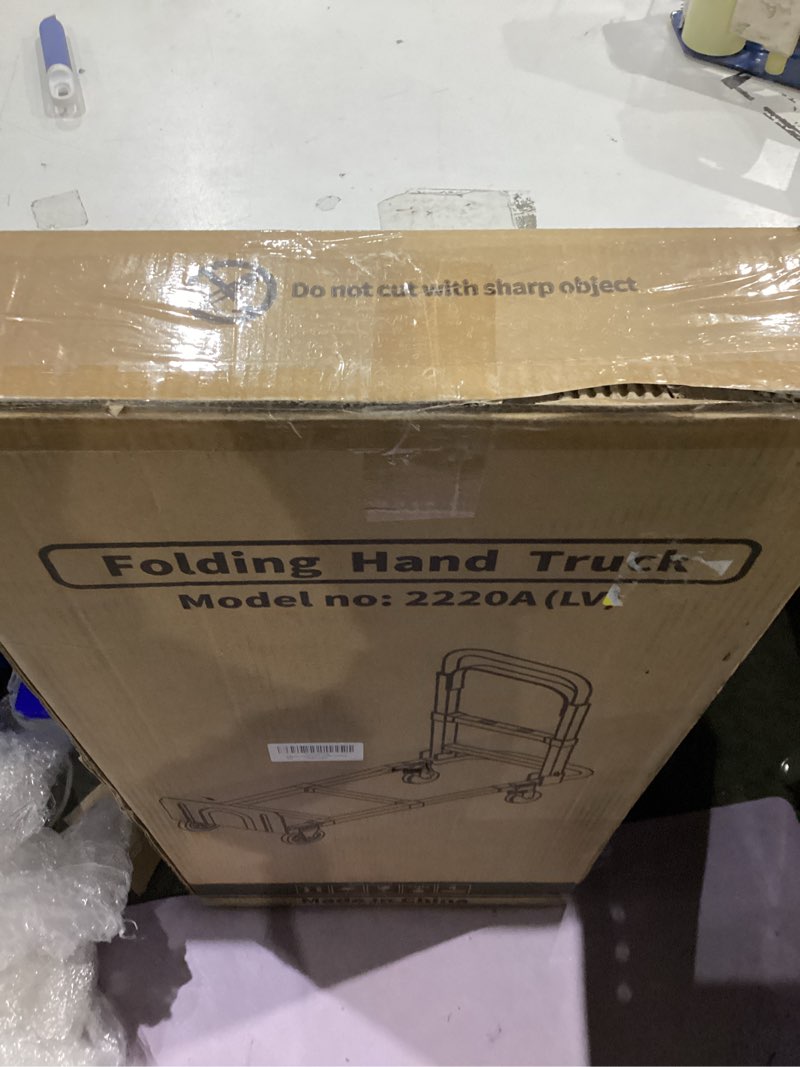 Do not cut with sharp object
Folding Hand Truck
Model no: 2220A(LV)
Made in China